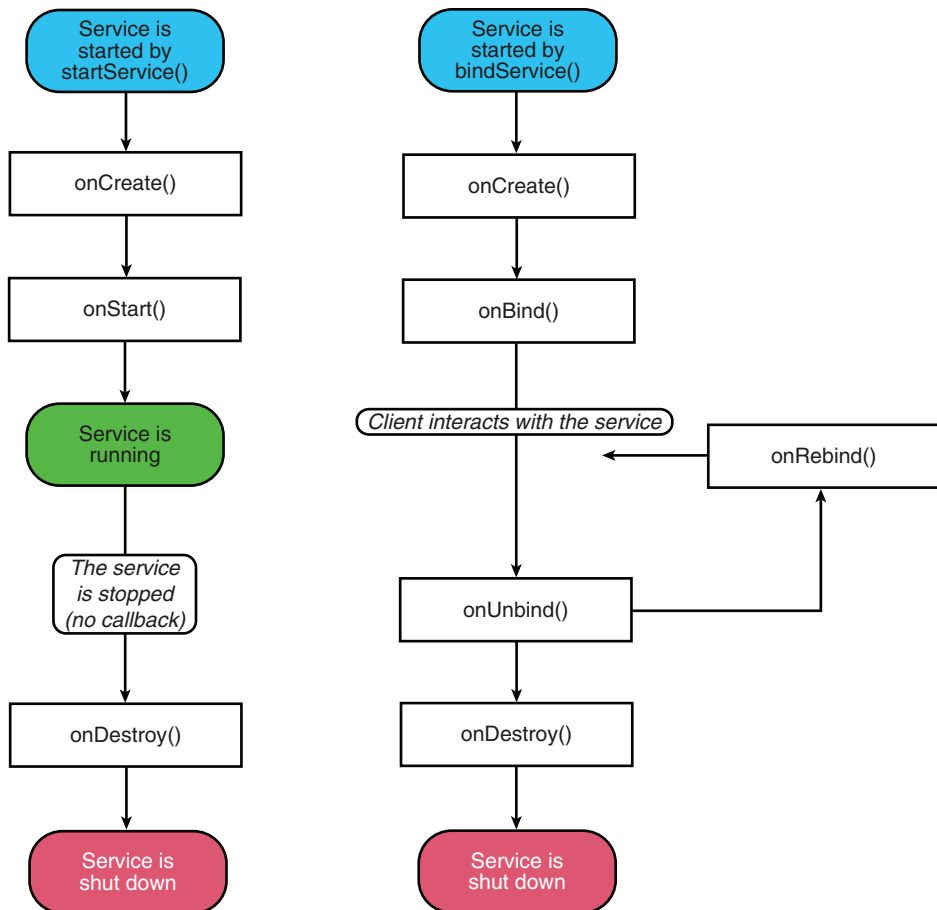 Service is
started by
startService()
onCreate()
onStart()
Service is
running
The service
is stopped
(no callback)
onDestroy()
Service is
shut down
Service is
started by
bindService()
onCreate()
onBind()
Client interacts with the service
onRebind()
onUnbind()
onDestroy()
Service is
shut down